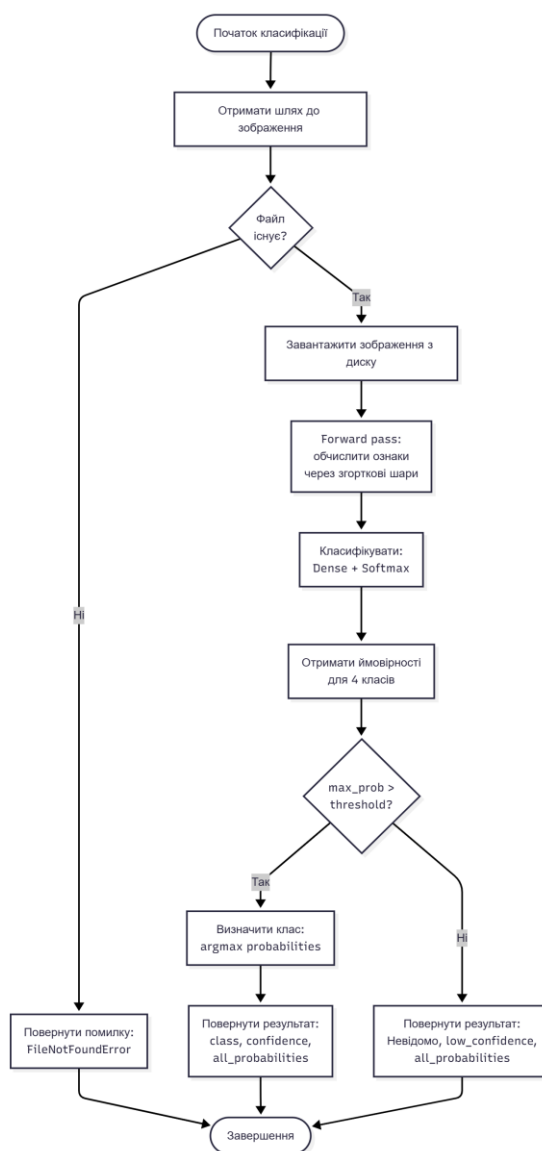 Початок класифікації
Отримати шлях до
зображення
Файл
існує?
Так
Завантажити зображення з
диску
Forward pass:
обчислити ознаки
через згорткові шари
Класифікувати:
Dense + Softmax
Ні
Отримати ймовірності
для 4 класів
max_prob >
threshold?
Так
Визначити клас:
argmax probabilities
Ні
Повернути помилку:
FileNotFoundError
Повернути результат:
class, confidence,
all_probabilities
Повернути результат:
Невідомо, low_confidence,
all_probabilities
Завершення